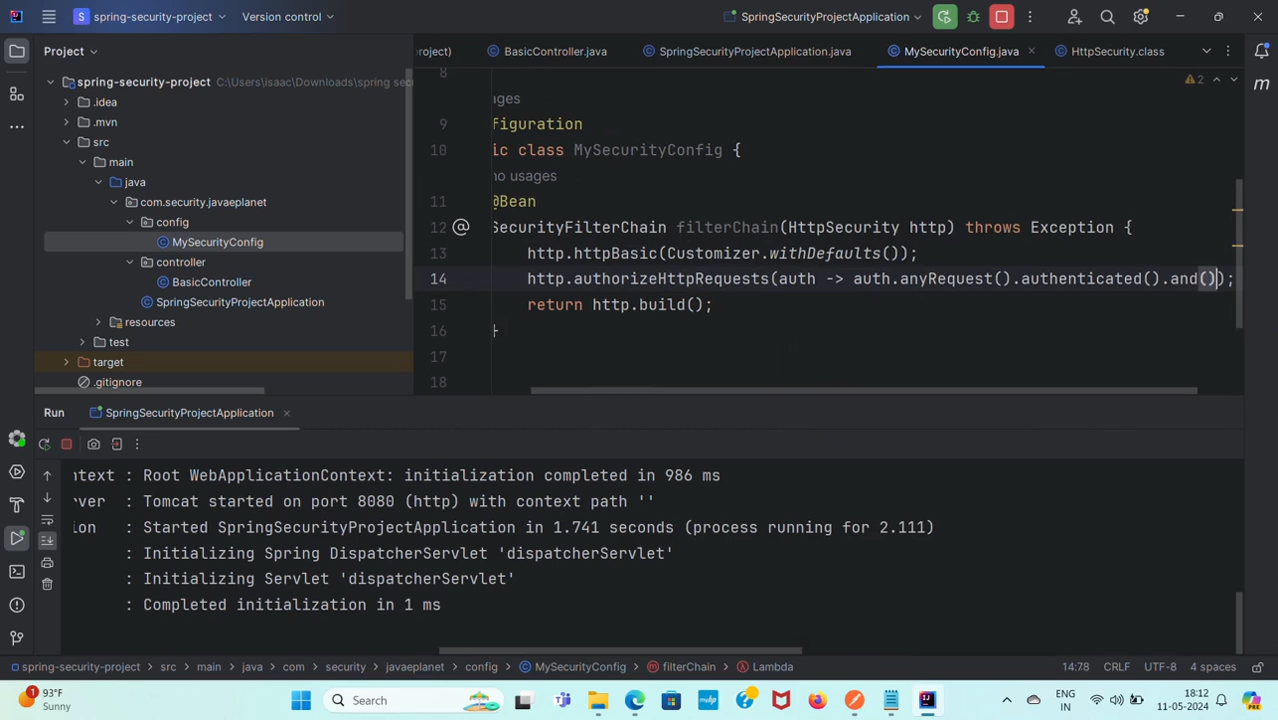 spring-security-project Version control SpringSecurityProjectApplication
Project
roject) BasicController.java SpringSecurityProjectApplication.java MySecurityConfig.java HttpSecurity.class
spring-security-project C:\Users\isaac\Downloads\spring sec
.idea
.mvn
src
main
java
com.security.javaeplanet
config
MySecurityConfig
controller
BasicController
SpringSecurityProjectApplication
resources
test
target
.gitignore
8
2
ages
9 figuration
10 ic class MySecurityConfig {
no usages
11 @Bean
12 SecurityFilterChain filterChain(HttpSecurity http) throws Exception {
13 http.httpBasic(Customizer.withDefaults());
14 http.authorizeHttpRequests(auth -> auth.anyRequest().authenticated().and());
15 return http.build();
16 }
17
18
Run SpringSecurityProjectApplication
ntext : Root WebApplicationContext: initialization completed in 986 ms
rver : Tomcat started on port 8080 (http) with context path ''
ion : Started SpringSecurityProjectApplication in 1.741 seconds (process running for 2.111)
: Initializing Spring DispatcherServlet 'dispatcherServlet'
: Initializing Servlet 'dispatcherServlet'
: Completed initialization in 1 ms
spring-security-project src main java com security javaeplanet config MySecurityConfig filterChain Lambda 14:78 CRLF UTF-8 4 spaces
1 93°F
Sunny
Search
ENG
IN
18:12
11-05-2024